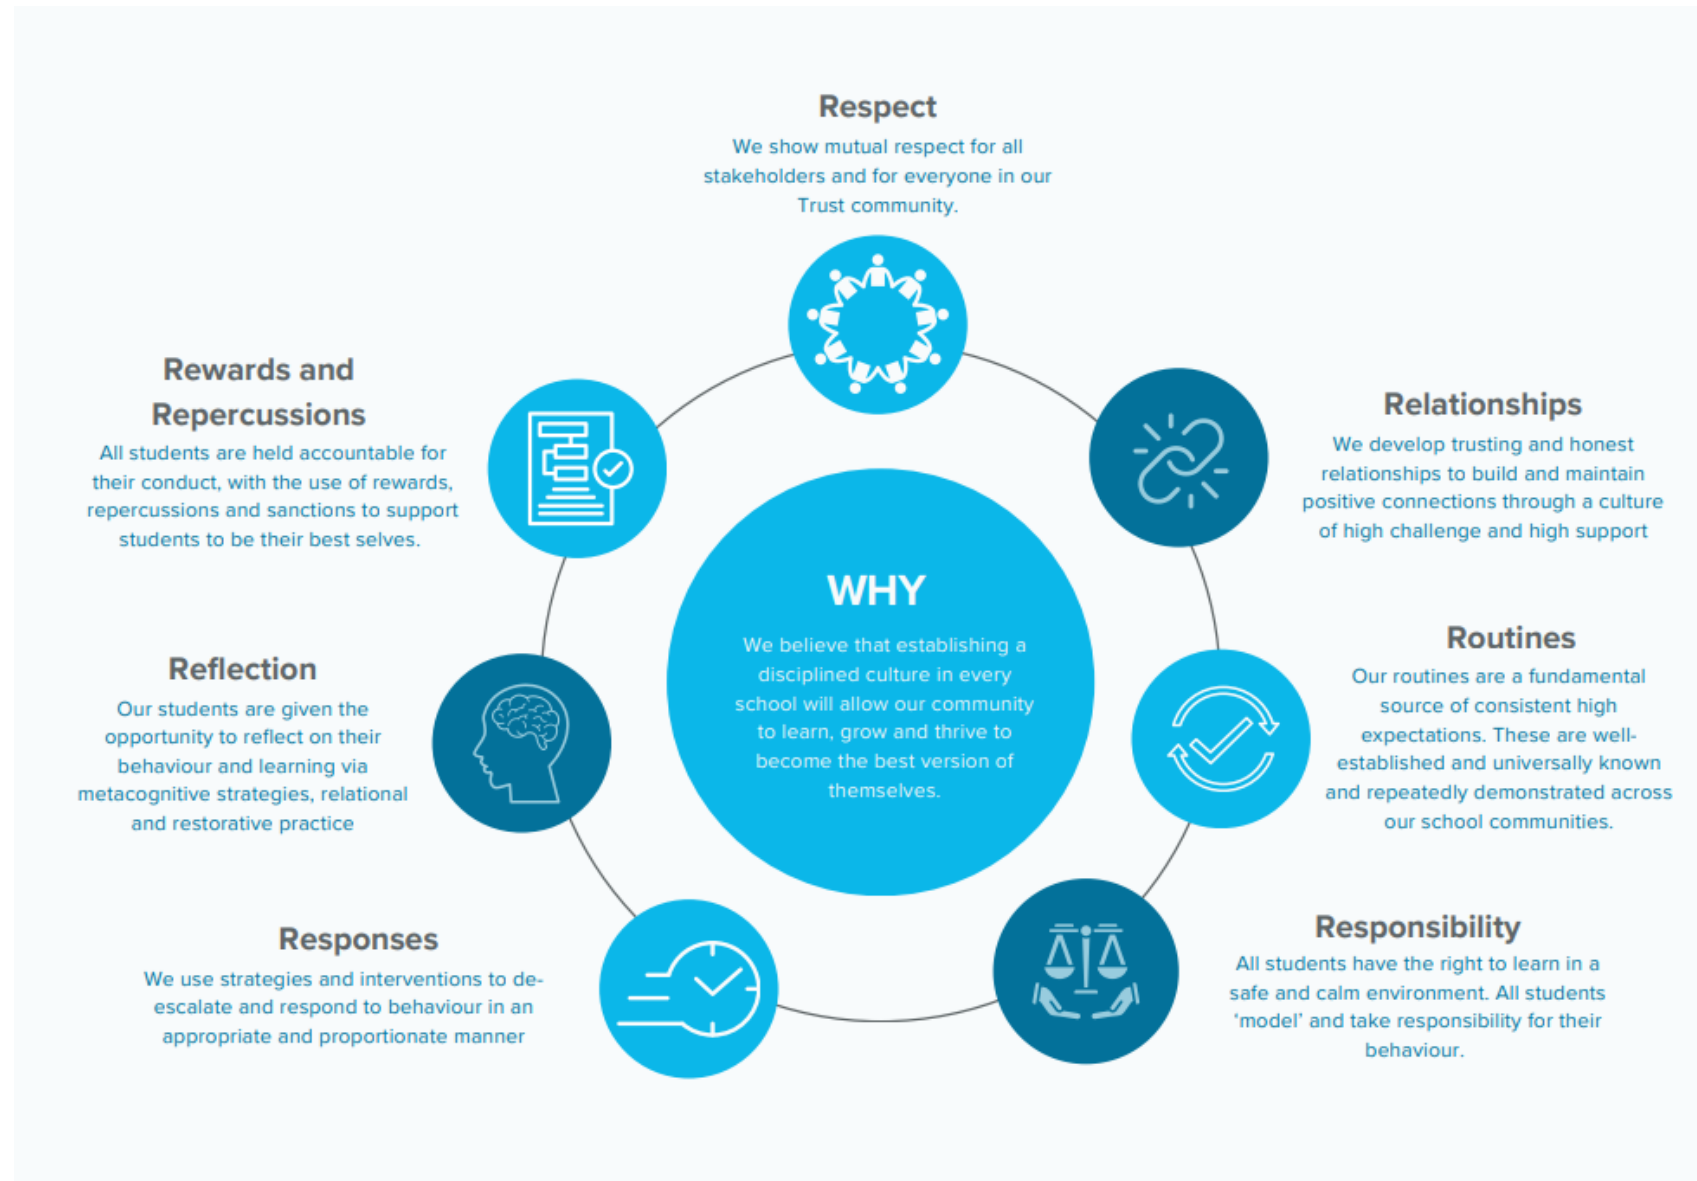 Respect
We show mutual respect for all
stakeholders and for everyone in our
Trust community.
Relationships
We develop trusting and honest
relationships to build and maintain
positive connections through a culture
of high challenge and high support
Routines
Our routines are a fundamental
source of consistent high
expectations. These are well-
established and universally known
and repeatedly demonstrated across
our school communities.
Responsibility
All students have the right to learn in a
safe and calm environment. All students
‘model’ and take responsibility for their
behaviour.
Responses
We use strategies and interventions to de-
escalate and respond to behaviour in an
appropriate and proportionate manner
Reflection
Our students are given the
opportunity to reflect on their
behaviour and learning via
metacognitive strategies, relational
and restorative practice
Rewards and
Repercussions
All students are held accountable for
their conduct, with the use of rewards,
repercussions and sanctions to support
students to be their best selves.
WHY
We believe that establishing a
disciplined culture in every
school will allow our community
to learn, grow and thrive to
become the best version of
themselves.